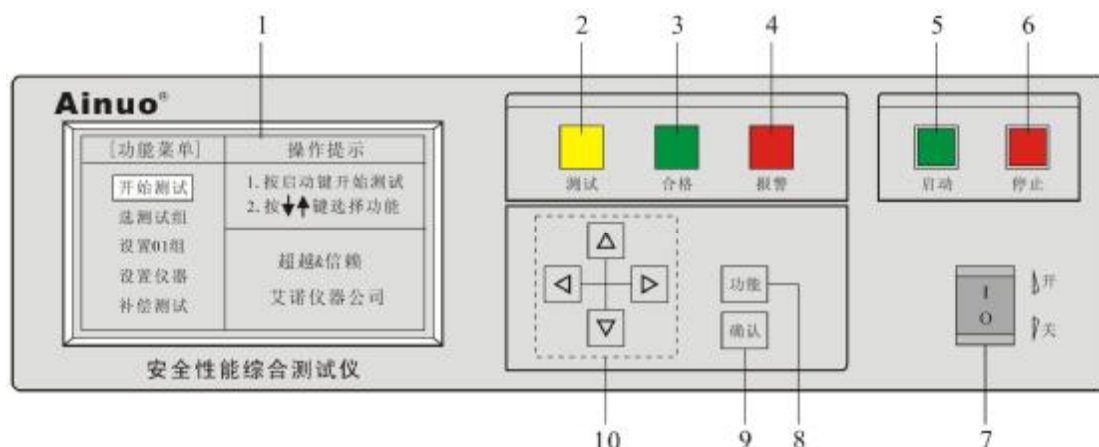 1 2 3 4 5 6
Ainuo®
[功能菜单] 操作提示
开始测试 1.按启动键开始测试
选测试组 2.按↓↑键选择功能
设置01组
设置仪器 超越&信赖
补偿测试 艾诺仪器公司
安全性能综合测试仪
测试 合格 报警 启动 停止
功能
确认
I 开
O 关
10 9 8 7